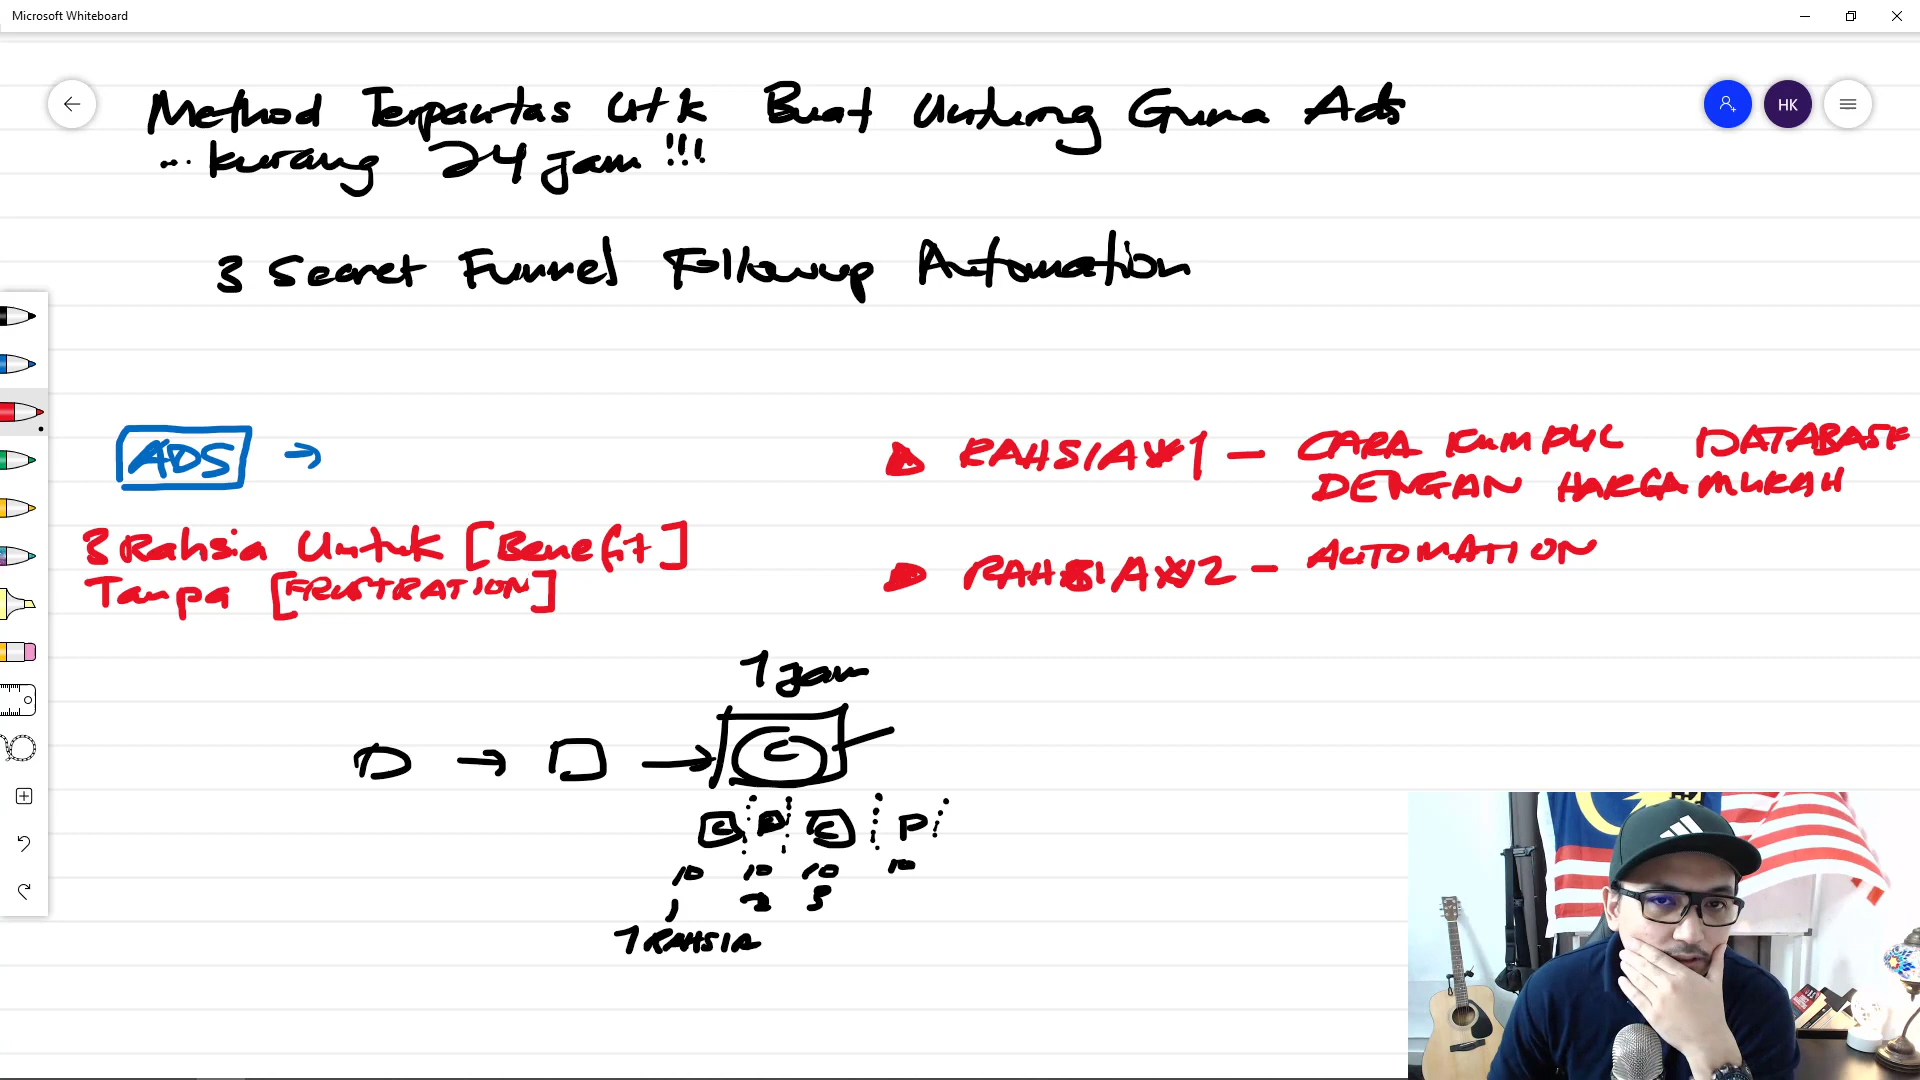 Microsoft Whiteboard
HK
Method Terpantas Utk Buat Untung Guna Ads
... kurang 24 jam !!!
3 Secret Funnel Followup Automation
ADS →
3 Rahsia Untuk [Benefit]
Tanpa [FRUSTRATION]
RAHSIA #1 - CARA KUMPUL DATABASE
DENGAN HARGA MURAH
RAHSIA #2 - AUTOMATION
1 jam
→ → C
C P C P
10 10 10 10
1 2 3
1 RAHSIA